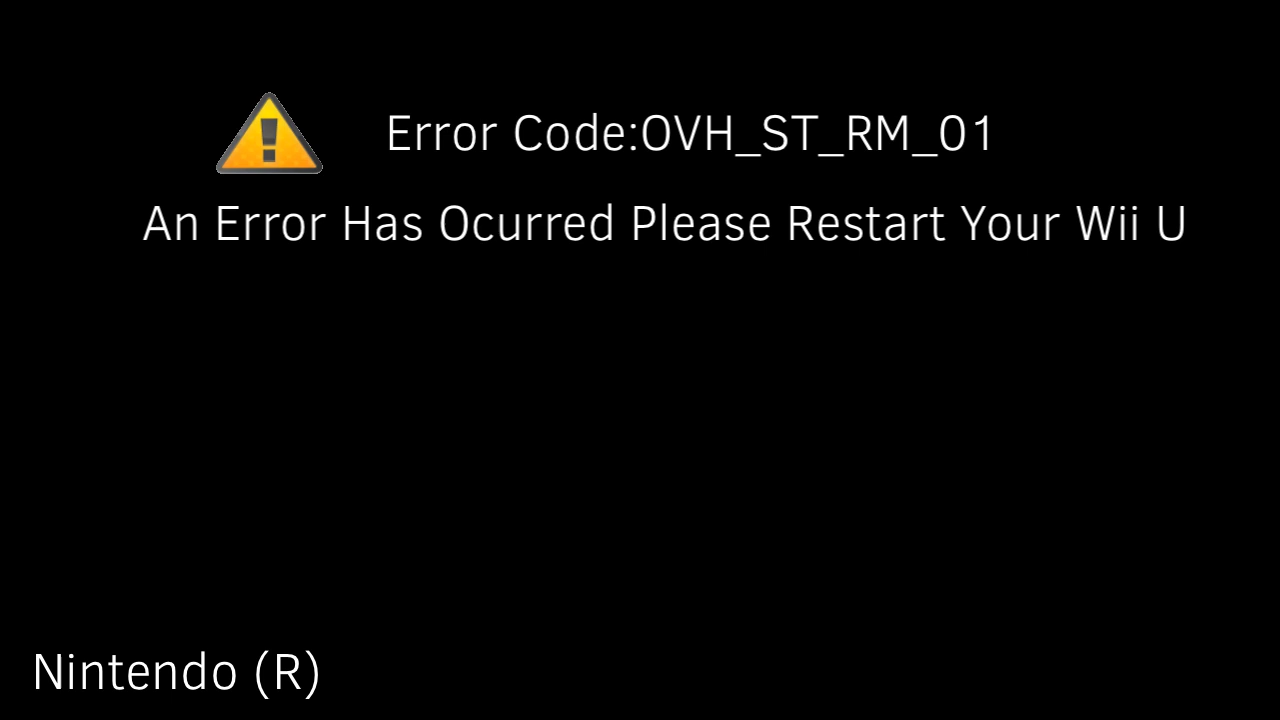 Error Code:OVH_ST_RM_01
An Error Has Ocurred Please Restart Your Wii U
Nintendo (R)